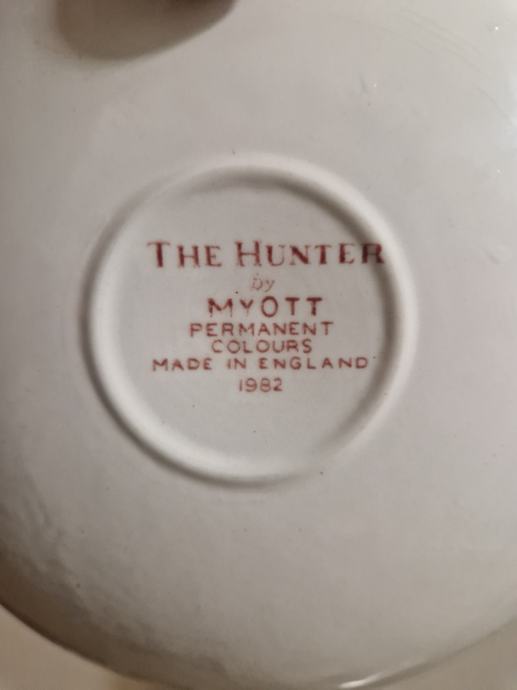 THE HUNTER
by
MYOTT
PERMANENT
COLOURS
MADE IN ENGLAND
1982